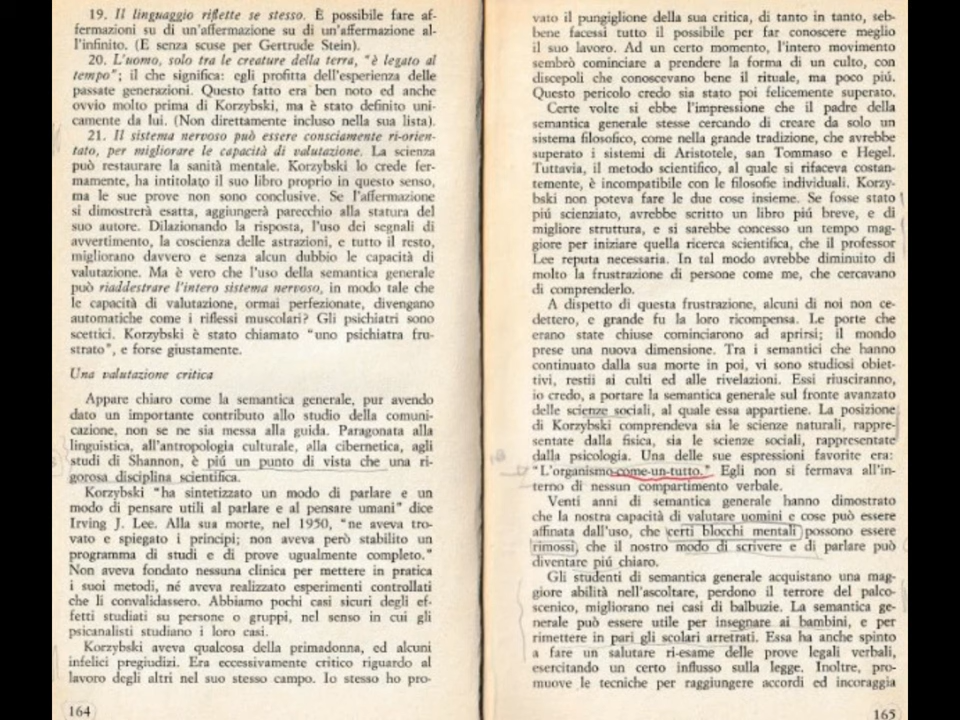 19. Il linguaggio riflette se stesso. È possibile fare af-
fermazioni su di un'affermazione su di un'affermazione al-
l'infinito. (E senza scuse per Gertrude Stein).
20. L'uomo, solo tra le creature della terra, "è legato al
tempo"; il che significa: egli profitta dell'esperienza delle
passate generazioni. Questo fatto era ben noto ed anche
ovvio molto prima di Korzybski, ma è stato definito uni-
camente da lui. (Non direttamente incluso nella sua lista).
21. Il sistema nervoso può essere consciamente ri-orien-
tato, per migliorare le capacità di valutazione. La scienza
può restaurare la sanità mentale. Korzybski lo crede fer-
mamente, ha intitolato il suo libro proprio in questo senso,
ma le sue prove non sono conclusive. Se l'affermazione
si dimostrerà esatta, aggiungerà parecchio alla statura del
suo autore. Dilazionando la risposta, l'uso dei segnali di
avvertimento, la coscienza delle astrazioni, e tutto il resto,
migliorano davvero e senza alcun dubbio le capacità di
valutazione. Ma è vero che l'uso della semantica generale
può riaddestrare l'intero sistema nervoso, in modo tale che
le capacità di valutazione, ormai perfezionate, divengano
automatiche come i riflessi muscolari? Gli psichiatri sono
scettici. Korzybski è stato chiamato "uno psichiatra fru-
strato", e forse giustamente.
Una valutazione critica
Appare chiaro come la semantica generale, pur avendo
dato un importante contributo allo studio della comuni-
cazione, non se ne sia messa alla guida. Paragonata alla
linguistica, all'antropologia culturale, alla cibernetica, agli
studi di Shannon, è piú un punto di vista che una ri-
gorosa disciplina scientifica.
Korzybski "ha sintetizzato un modo di parlare e un
modo di pensare utili al parlare e al pensare umani" dice
Irving J. Lee. Alla sua morte, nel 1950, "ne aveva tro-
vato e spiegato i principi; non aveva però stabilito un
programma di studi e di prove ugualmente completo."
Non aveva fondato nessuna clinica per mettere in pratica
i suoi metodi, né aveva realizzato esperimenti controllati
che li convalidassero. Abbiamo pochi casi sicuri degli ef-
fetti studiati su persone o gruppi, nel senso in cui gli
psicanalisti studiano i loro casi.
Korzybski aveva qualcosa della primadonna, ed alcuni
infelici pregiudizi. Era eccessivamente critico riguardo al
lavoro degli altri nel suo stesso campo. Io stesso ho pro-
164
vato il pungiglione della sua critica, di tanto in tanto, seb-
bene facessi tutto il possibile per far conoscere meglio
il suo lavoro. Ad un certo momento, l'intero movimento
sembrò cominciare a prendere la forma di un culto, con
discepoli che conoscevano bene il rituale, ma poco piú.
Questo pericolo credo sia stato poi felicemente superato.
Certe volte si ebbe l'impressione che il padre della
semantica generale stesse cercando di creare da solo un
sistema filosofico, come nella grande tradizione, che avrebbe
superato i sistemi di Aristotele, san Tommaso e Hegel.
Tuttavia, il metodo scientifico, al quale si rifaceva costan-
temente, è incompatibile con le filosofie individuali. Korzy-
bski non poteva fare le due cose insieme. Se fosse stato
piú scienziato, avrebbe scritto un libro piú breve, e di
migliore struttura, e si sarebbe concesso un tempo mag-
giore per iniziare quella ricerca scientifica, che il professor
Lee reputa necessaria. In tal modo avrebbe diminuito di
molto la frustrazione di persone come me, che cercavano
di comprenderlo.
A dispetto di questa frustrazione, alcuni di noi non ce-
dettero, e grande fu la loro ricompensa. Le porte che
erano state chiuse cominciarono ad aprirsi; il mondo
prese una nuova dimensione. Tra i semantici che hanno
continuato dalla sua morte in poi, vi sono studiosi obiet-
tivi, restii ai culti ed alle rivelazioni. Essi riusciranno,
io credo, a portare la semantica generale sul fronte avanzato
delle scienze sociali, al quale essa appartiene. La posizione
di Korzybski comprendeva sia le scienze naturali, rappre-
sentate dalla fisica, sia le scienze sociali, rappresentate
dalla psicologia. Una delle sue espressioni favorite era:
"L'organismo-come-un-tutto." Egli non si fermava all'in-
terno di nessun compartimento verbale.
Venti anni di semantica generale hanno dimostrato
che la nostra capacità di valutare uomini e cose può essere
affinata dall'uso, che certi blocchi mentali possono essere
rimossi, che il nostro modo di scrivere e di parlare può
diventare piú chiaro.
Gli studenti di semantica generale acquistano una mag-
giore abilità nell'ascoltare, perdono il terrore del palco-
scenico, migliorano nei casi di balbuzie. La semantica ge-
nerale può essere utile per insegnare ai bambini, e per
rimettere in pari gli scolari arretrati. Essa ha anche spinto
a fare un salutare ri-esame delle prove legali verbali,
esercitando un certo influsso sulla legge. Inoltre, pro-
muove le tecniche per raggiungere accordi ed incoraggia
165